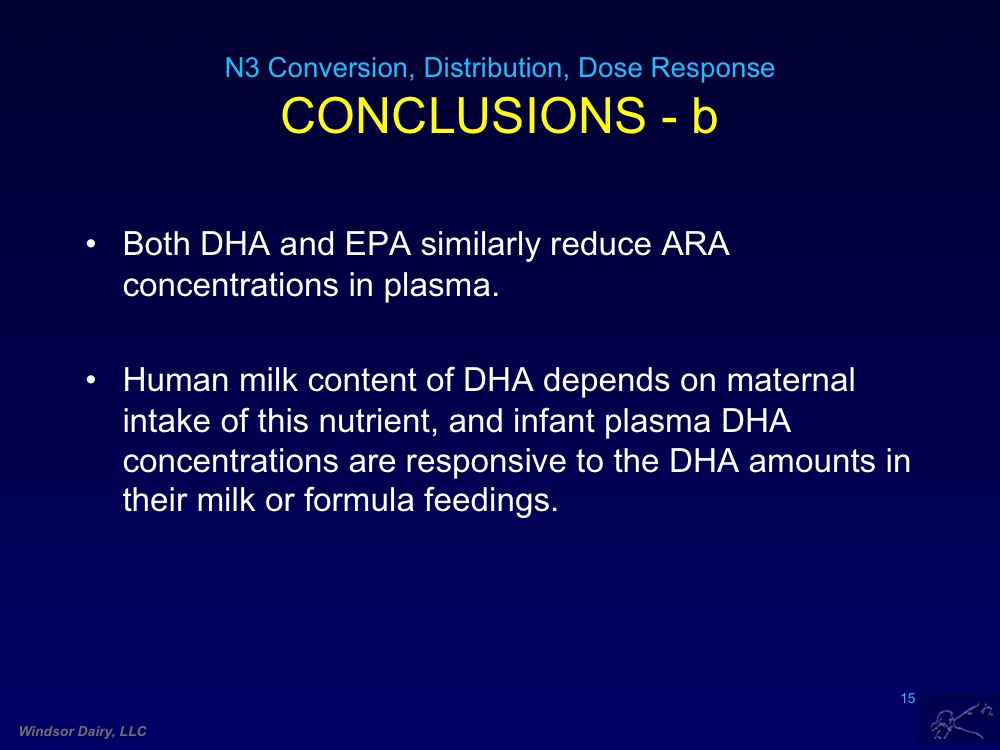 N3 Conversion, Distribution, Dose Response
CONCLUSIONS - b
• Both DHA and EPA similarly reduce ARA
concentrations in plasma.
• Human milk content of DHA depends on maternal
intake of this nutrient, and infant plasma DHA
concentrations are responsive to the DHA amounts in
their milk or formula feedings.
15
Windsor Dairy, LLC